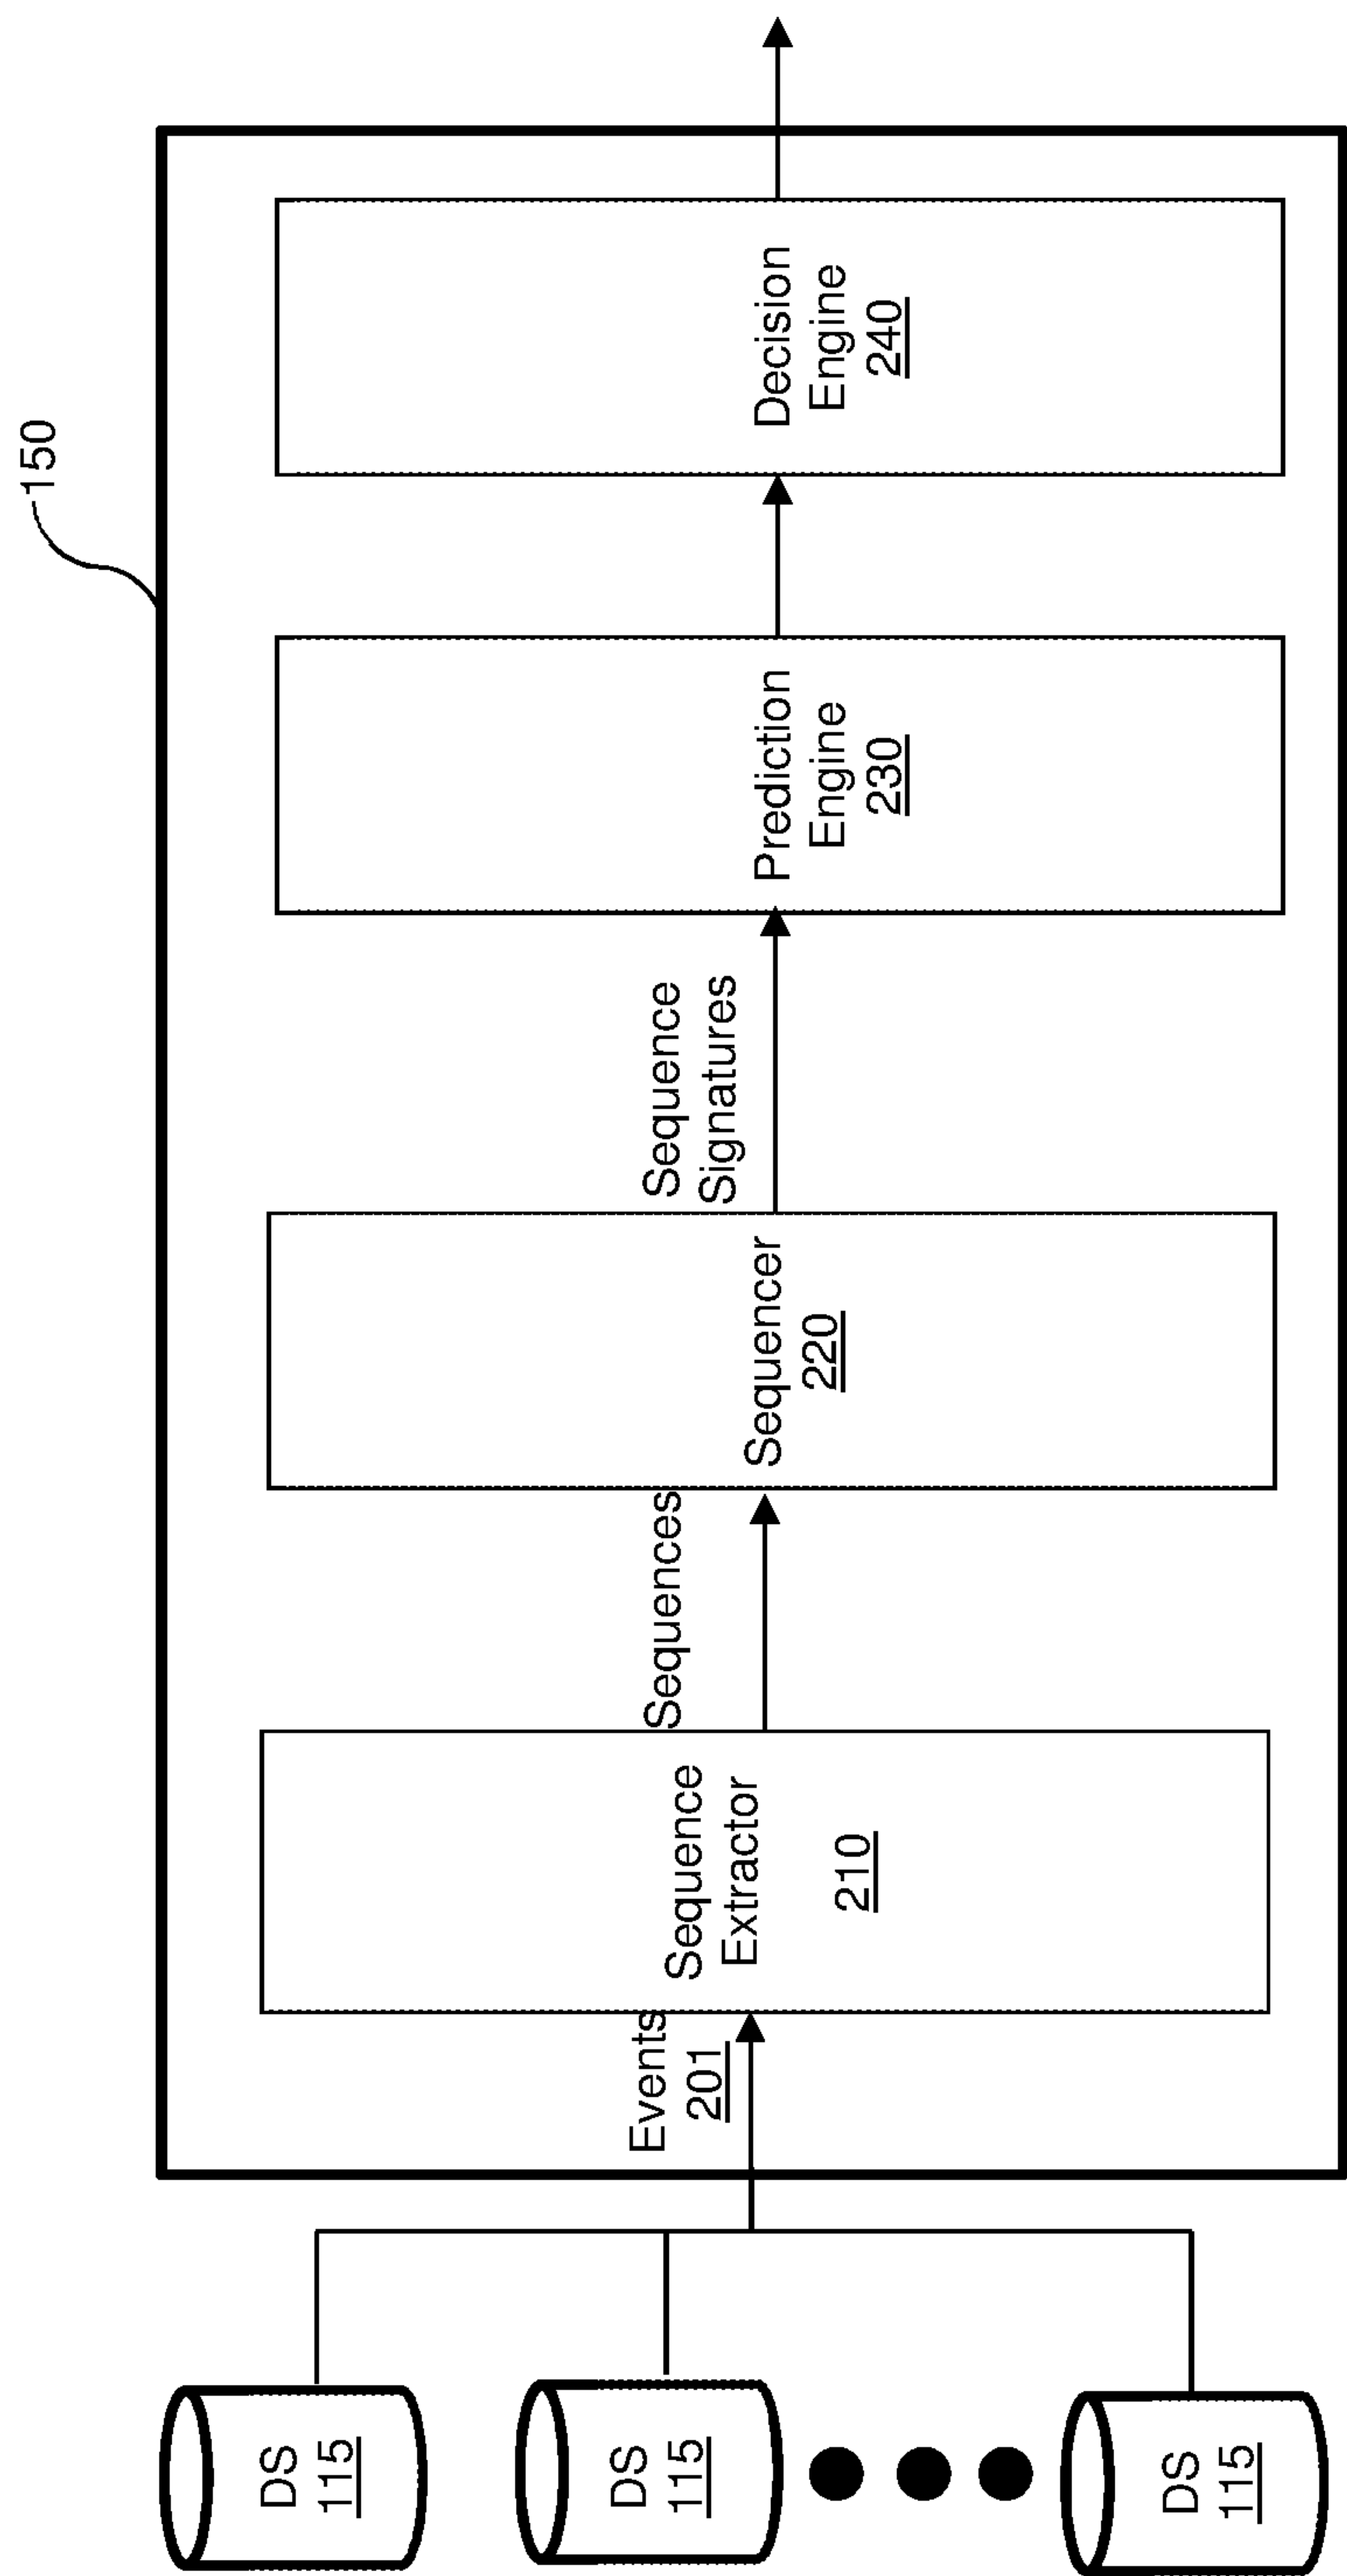 150
DS
115
DS
115
DS
115
Events
201
Sequence
Extractor
210
Sequences
Sequencer
220
Sequence
Signatures
Prediction
Engine
230
Decision
Engine
240